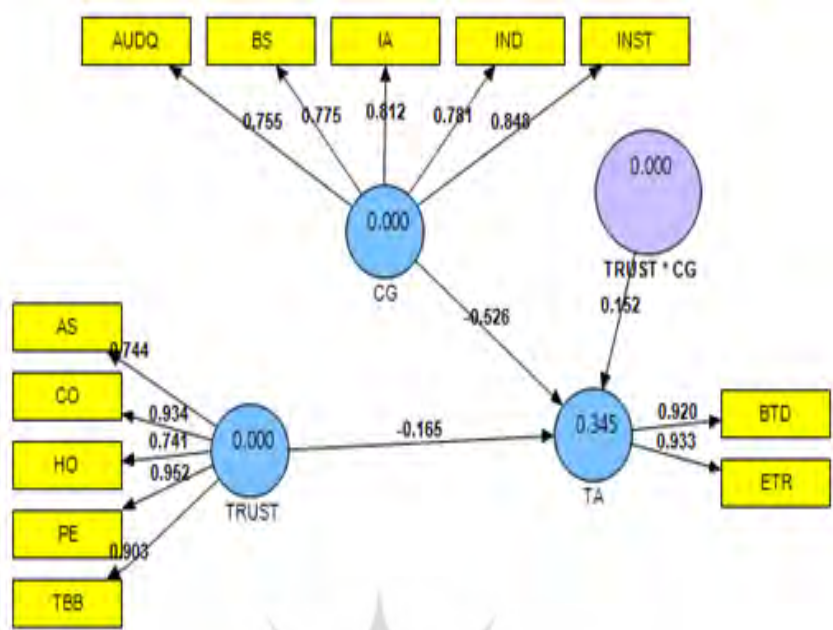 AUDQ BS IA IND INST
0.755 0.775 0.812 0.781 0.848
0.000
CG
0.000
TRUST * CG
0.152
-0.526
AS
CO
HO
PE
TBB
0.744
0.934
0.741
0.952
0.903
0.000
TRUST
-0.165
0.345
TA
0.920
0.933
BTD
ETR